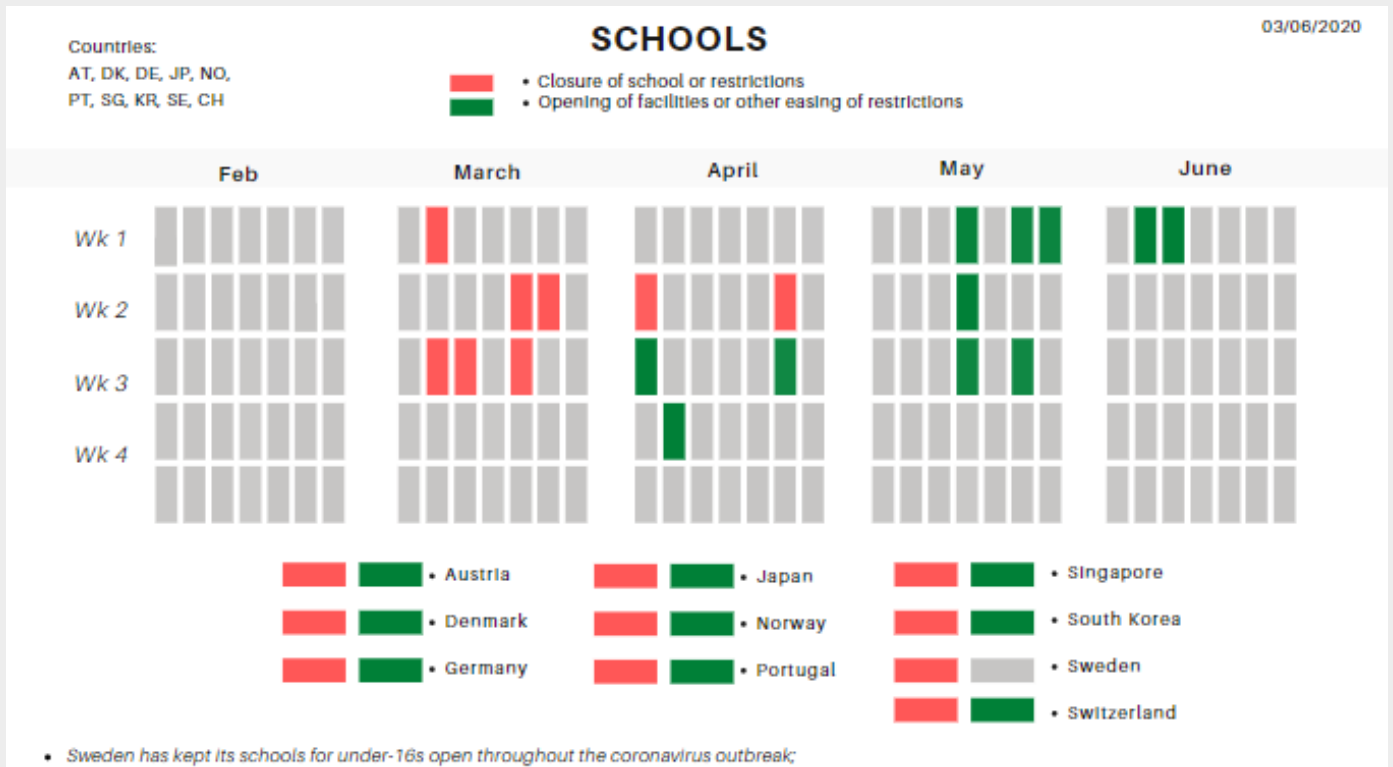 03/06/2020
SCHOOLS
Countries:
AT, DK, DE, JP, NO,
PT, SG, KR, SE, CH
• Closure of school or restrictions
• Opening of facilities or other easing of restrictions
Feb March April May June
Wk 1
Wk 2
Wk 3
Wk 4
• Austria • Japan • Singapore
• Denmark • Norway • South Korea
• Germany • Portugal • Sweden
• Switzerland
• Sweden has kept its schools for under-16s open throughout the coronavirus outbreak;